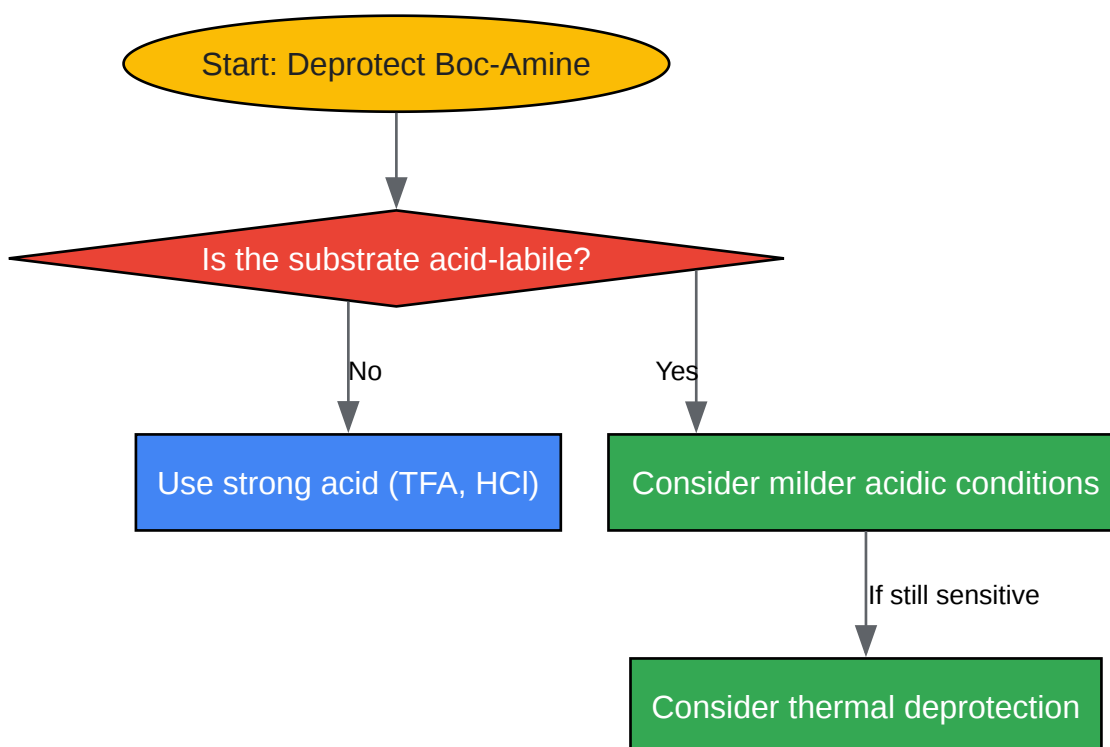 Start: Deprotect Boc-Amine
Is the substrate acid-labile?
No
Yes
Use strong acid (TFA, HCl)
Consider milder acidic conditions
If still sensitive
Consider thermal deprotection